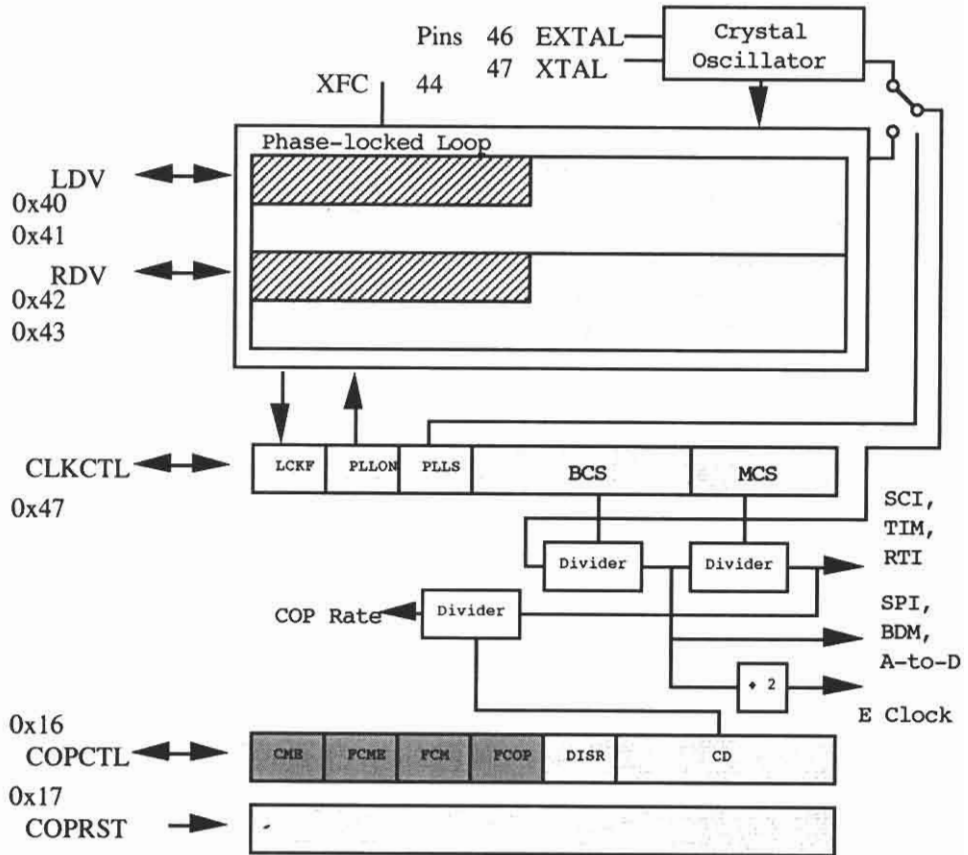 Pins 46 EXTAL
47 XTAL
Crystal
Oscillator
XFC 44
Phase-locked Loop
LDV
0x40
0x41
RDV
0x42
0x43
CLKCTL
0x47
LCKF PLLON PLLS BCS MCS
SCI,
TIM,
RTI
Divider Divider
COP Rate
Divider
SPI,
BDM,
A-to-D
÷ 2
E Clock
0x16
COPCTL
CME FCME FCM FCOP DISR CD
0x17
COPRST